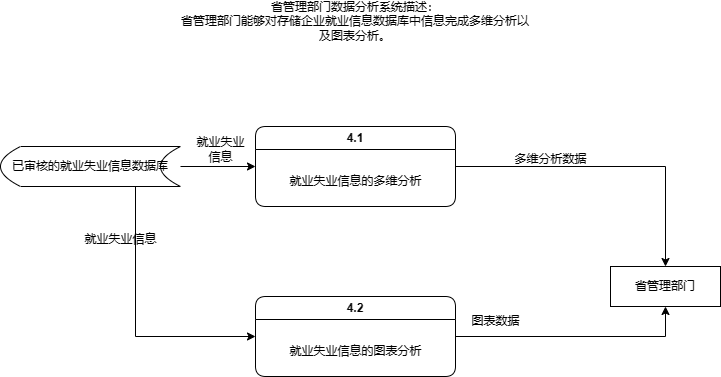 省管理部门数据分析系统描述：
省管理部门能够对存储企业就业信息数据库中信息完成多维分析以
及图表分析。
已审核的就业失业信息数据库
就业失业
信息
4.1
就业失业信息的多维分析
多维分析数据
就业失业信息
省管理部门
4.2
就业失业信息的图表分析
图表数据